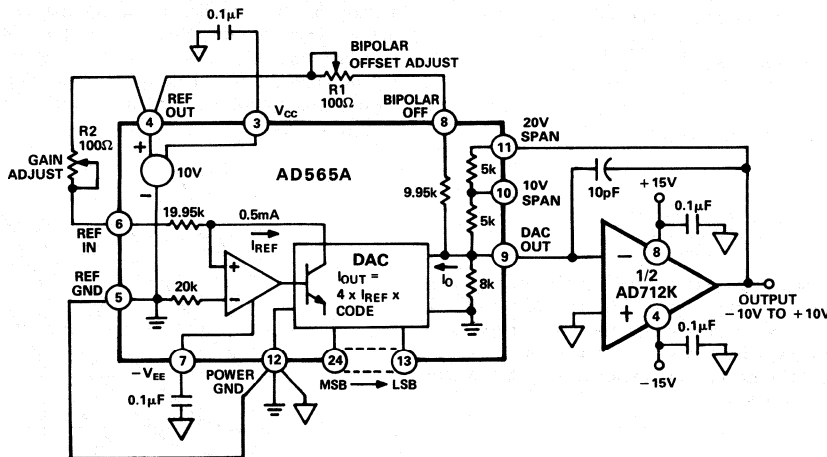 0.1µF
BIPOLAR
OFFSET ADJUST
R1
100Ω
REF
OUT
4
3
VCC
BIPOLAR
OFF
8
20V
SPAN
11
R2
100Ω
GAIN
ADJUST
+
10V
−
AD565A
9.95k
5k
10
10V
SPAN
5k
10pF
+15V
0.1µF
6
REF
IN
19.95k
0.5mA
IREF
DAC
OUT
9
DAC
IOUT =
4 x IREF x
CODE
IO
8k
8
−
1/2
AD712K
+
4
OUTPUT
−10V TO +10V
REF
GND
5
20k
+
−
0.1µF
−15V
7
−VEE
POWER
GND
12
24
13
MSB
LSB
0.1µF